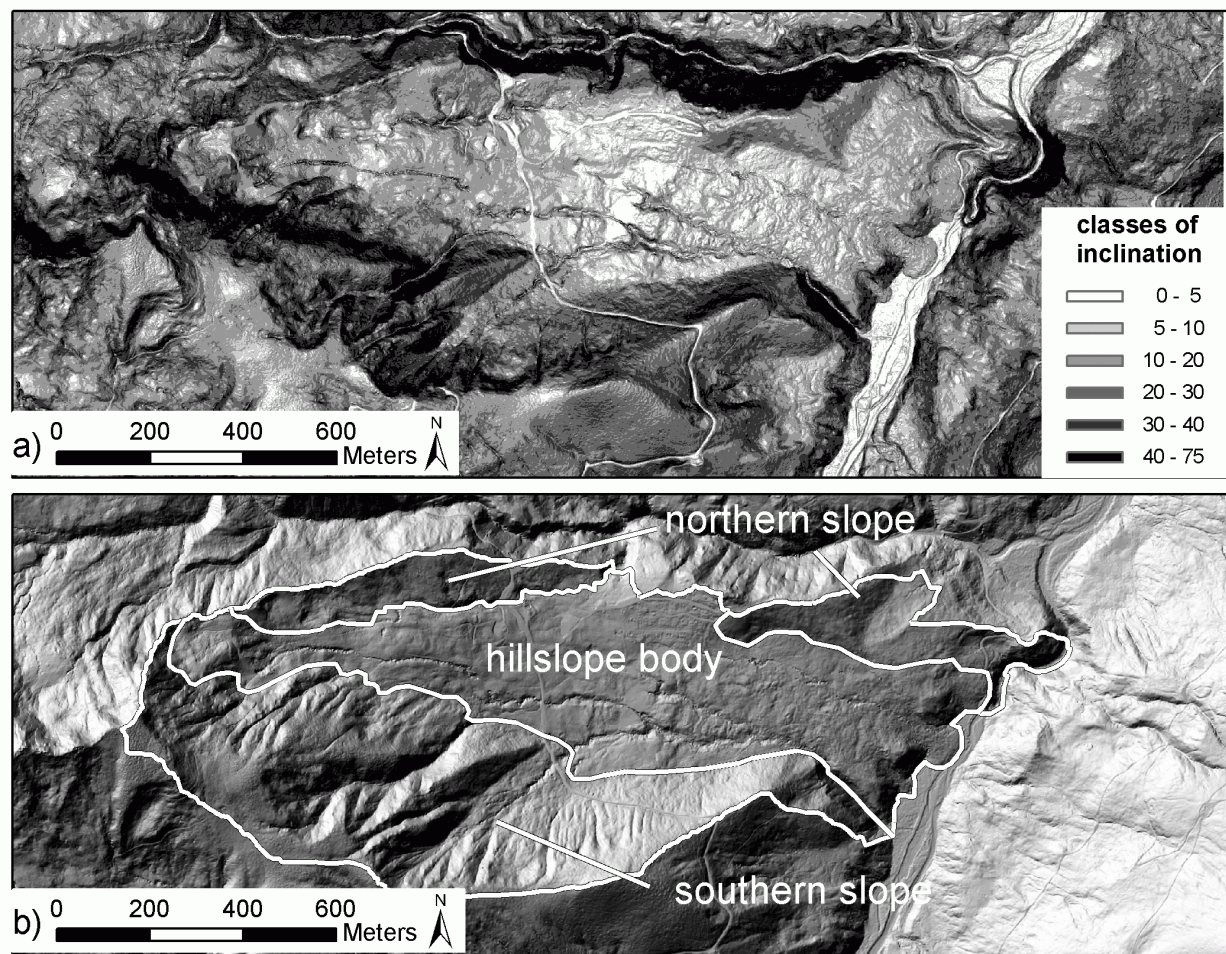 classes of
inclination
0 - 5
5 - 10
10 - 20
20 - 30
30 - 40
40 - 75
a)
0 200 400 600
Meters
N
northern slope
hillslope body
southern slope
b)
0 200 400 600
Meters
N